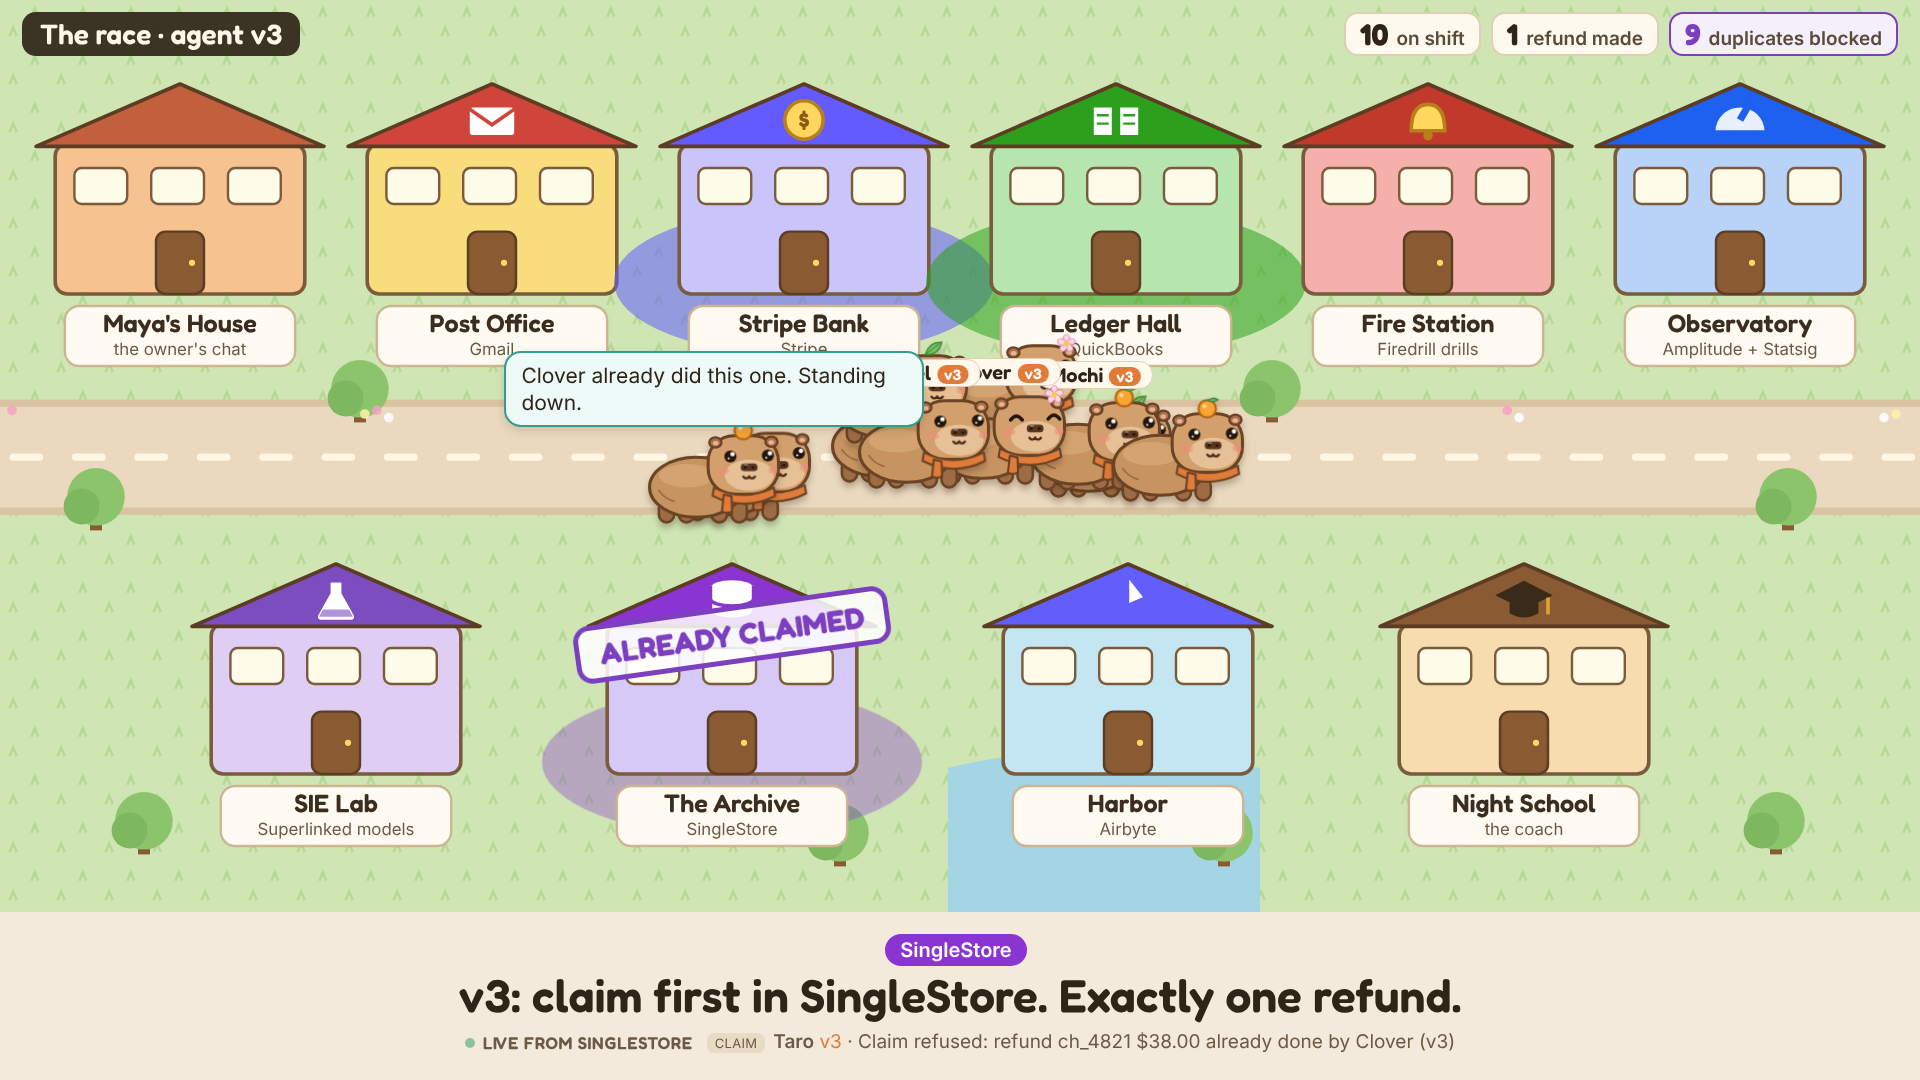 The race · agent v3
10 on shift
1 refund made
9 duplicates blocked
$
Maya's House
the owner's chat
Post Office
Gmail
Stripe Bank
Stripe
Ledger Hall
QuickBooks
Fire Station
Firedrill drills
Observatory
Amplitude + Statsig
Clover already did this one. Standing
down.
v3
v3
Mochi v3
ALREADY CLAIMED
SIE Lab
Superlinked models
The Archive
SingleStore
Harbor
Airbyte
Night School
the coach
SingleStore
v3: claim first in SingleStore. Exactly one refund.
LIVE FROM SINGLESTORE CLAIM Taro v3 · Claim refused: refund ch_4821 $38.00 already done by Clover (v3)